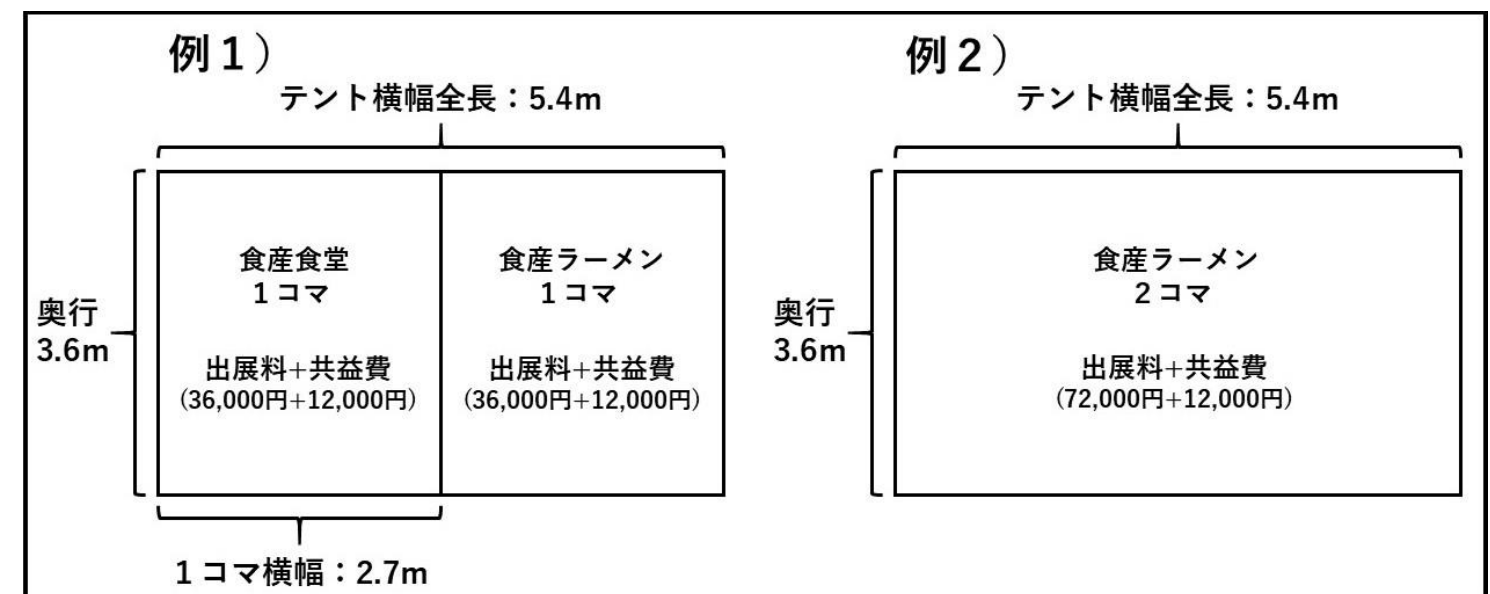 例１）
テント横幅全長：5.4m
奥行
3.6m
食産食堂
1コマ
出展料+共益費
(36,000円+12,000円)
食産ラーメン
1コマ
出展料+共益費
(36,000円+12,000円)
1コマ横幅：2.7m
例２）
テント横幅全長：5.4m
奥行
3.6m
食産ラーメン
2コマ
出展料+共益費
(72,000円+12,000円)